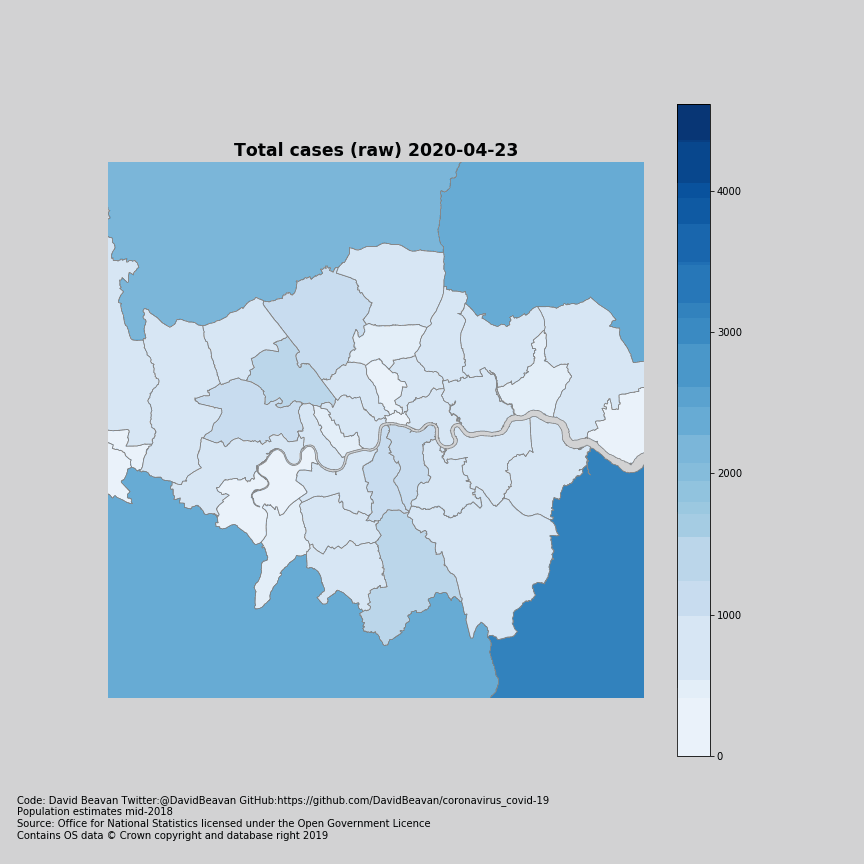 Total cases (raw) 2020-04-23
4000
3000
2000
1000
0
Code: David Beavan Twitter:@DavidBeavan GitHub:https://github.com/DavidBeavan/coronavirus_covid-19
Population estimates mid-2018
Source: Office for National Statistics licensed under the Open Government Licence
Contains OS data © Crown copyright and database right 2019